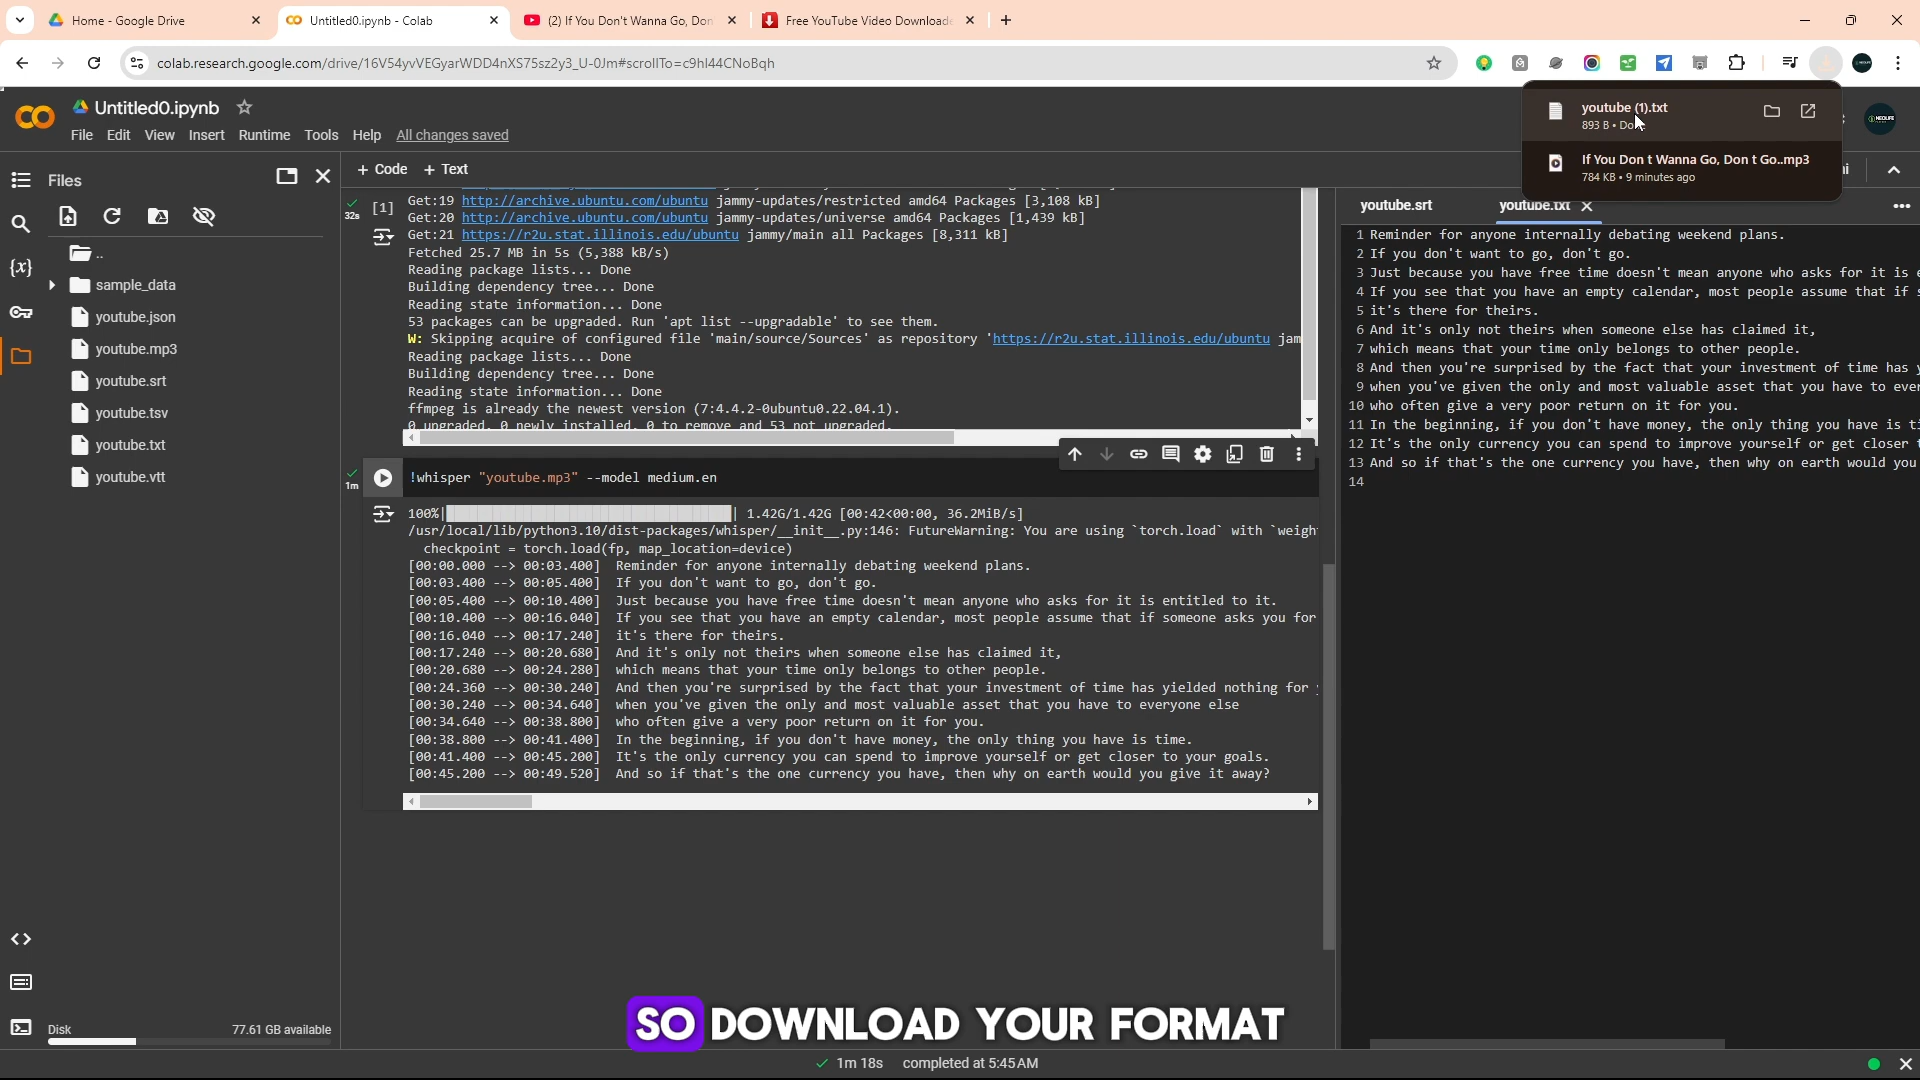 Home - Google Drive
Untitled0.ipynb - Colab
(2) If You Don't Wanna Go, Don
Free YouTube Video Downloade
colab.research.google.com/drive/16V54yvVEGyarWDD4nXS75sz2y3_U-0Jm#scrollTo=c9hl44CNoBqh
Untitled0.ipynb
File Edit View Insert Runtime Tools Help All changes saved
youtube (1).txt
893 B •
If You Don t Wanna Go, Don t Go..mp3
784 KB • 9 minutes ago
Files
+ Code + Text
..
sample_data
youtube.json
youtube.mp3
youtube.srt
youtube.tsv
youtube.txt
youtube.vtt
Disk 77.61 GB available
32s [1]
Get:19 http://archive.ubuntu.com/ubuntu jammy-updates/restricted amd64 Packages [3,108 kB]
Get:20 http://archive.ubuntu.com/ubuntu jammy-updates/universe amd64 Packages [1,439 kB]
Get:21 https://r2u.stat.illinois.edu/ubuntu jammy/main all Packages [8,311 kB]
Fetched 25.7 MB in 5s (5,388 kB/s)
Reading package lists... Done
Building dependency tree... Done
Reading state information... Done
53 packages can be upgraded. Run 'apt list --upgradable' to see them.
W: Skipping acquire of configured file 'main/source/Sources' as repository 'https://r2u.stat.illinois.edu/ubuntu jam
Reading package lists... Done
Building dependency tree... Done
Reading state information... Done
ffmpeg is already the newest version (7:4.4.2-0ubuntu0.22.04.1).
0 upgraded, 0 newly installed, 0 to remove and 53 not upgraded.
1m
!whisper "youtube.mp3" --model medium.en
100%| | 1.42G/1.42G [00:42<00:00, 36.2MiB/s]
/usr/local/lib/python3.10/dist-packages/whisper/__init__.py:146: FutureWarning: You are using `torch.load` with `weigh
checkpoint = torch.load(fp, map_location=device)
[00:00.000 --> 00:03.400] Reminder for anyone internally debating weekend plans.
[00:03.400 --> 00:05.400] If you don't want to go, don't go.
[00:05.400 --> 00:10.400] Just because you have free time doesn't mean anyone who asks for it is entitled to it.
[00:10.400 --> 00:16.040] If you see that you have an empty calendar, most people assume that if someone asks you for
[00:16.040 --> 00:17.240] it's there for theirs.
[00:17.240 --> 00:20.680] And it's only not theirs when someone else has claimed it,
[00:20.680 --> 00:24.280] which means that your time only belongs to other people.
[00:24.360 --> 00:30.240] And then you're surprised by the fact that your investment of time has yielded nothing for
[00:30.240 --> 00:34.640] when you've given the only and most valuable asset that you have to everyone else
[00:34.640 --> 00:38.800] who often give a very poor return on it for you.
[00:38.800 --> 00:41.400] In the beginning, if you don't have money, the only thing you have is time.
[00:41.400 --> 00:45.200] It's the only currency you can spend to improve yourself or get closer to your goals.
[00:45.200 --> 00:49.520] And so if that's the one currency you have, then why on earth would you give it away?
youtube.srt youtube.txt
1 Reminder for anyone internally debating weekend plans.
2 If you don't want to go, don't go.
3 Just because you have free time doesn't mean anyone who asks for it is
4 If you see that you have an empty calendar, most people assume that if
5 it's there for theirs.
6 And it's only not theirs when someone else has claimed it,
7 which means that your time only belongs to other people.
8 And then you're surprised by the fact that your investment of time has
9 when you've given the only and most valuable asset that you have to
10 who often give a very poor return on it for you.
11 In the beginning, if you don't have money, the only thing you have is
12 It's the only currency you can spend to improve yourself or get closer
13 And so if that's the one currency you have, then why on earth would you
14
SO DOWNLOAD YOUR FORMAT
1m 18s completed at 5:45 AM